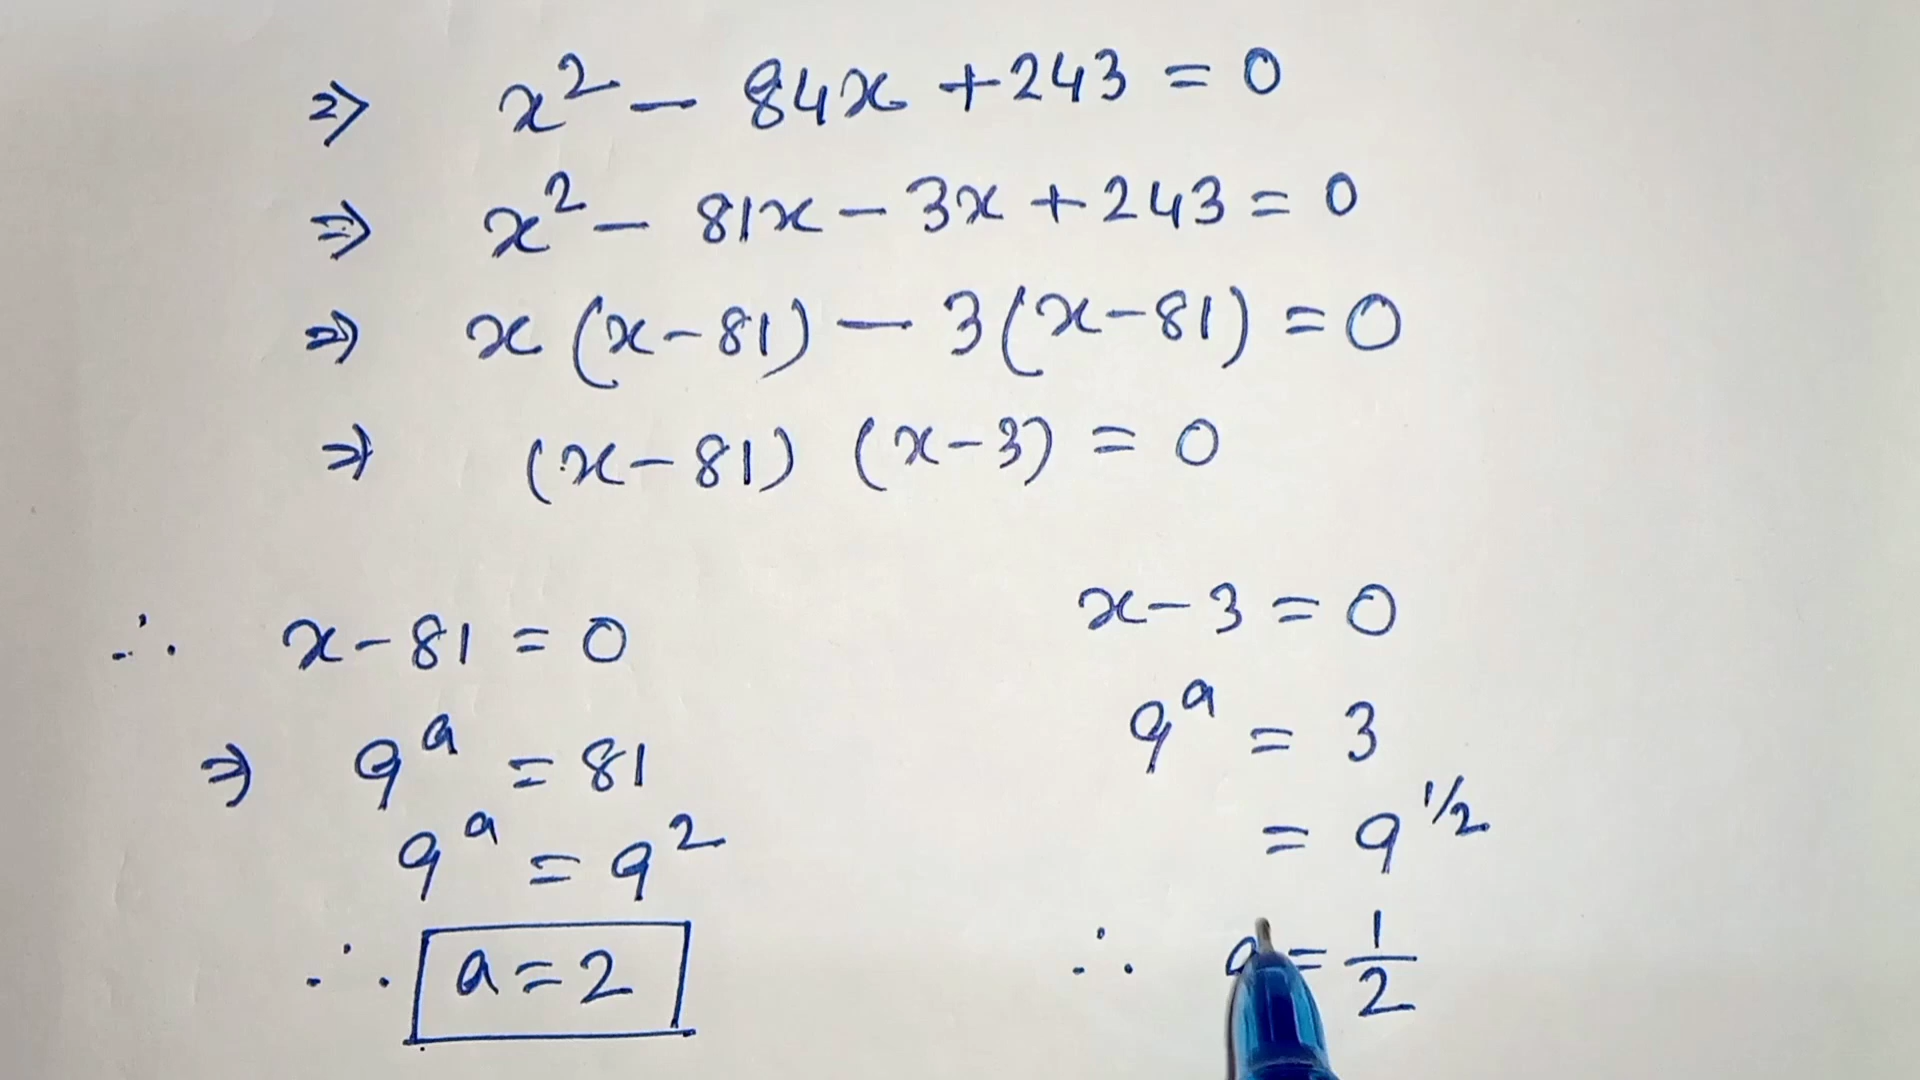 ⇒ x² - 84x + 243 = 0
⇒ x² - 81x - 3x + 243 = 0
⇒ x (x-81) - 3(x-81) = 0
⇒ (x-81) (x-3) = 0
∴ x-81 = 0
⇒ 9ᵃ = 81
9ᵃ = 9²
∴ a=2
x-3 = 0
9ᵃ = 3
= 9^1/2
∴ a = 1/2